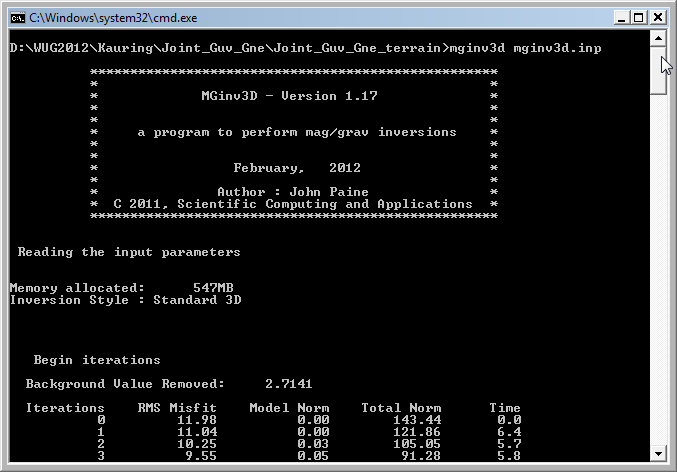 C:\Windows\system32\cmd.exe
D:\WUG2012\Kauring\Joint_Guv_Gne\Joint_Guv_Gne_terrain>mginv3d mginv3d.inp
***************************************************
* *
* MGinv3D - Version 1.17 *
* *
* *
* a program to perform mag/grav inversions *
* *
* *
* February, 2012 *
* *
* Author : John Paine *
* C 2011, Scientific Computing and Applications *
***************************************************
Reading the input parameters
Memory allocated: 547MB
Inversion Style : Standard 3D
Begin iterations
Background Value Removed: 2.7141
Iterations RMS Misfit Model Norm Total Norm Time
0 11.98 0.00 143.44 0.0
1 11.04 0.00 121.86 6.4
2 10.25 0.03 105.05 5.7
3 9.55 0.05 91.28 5.8